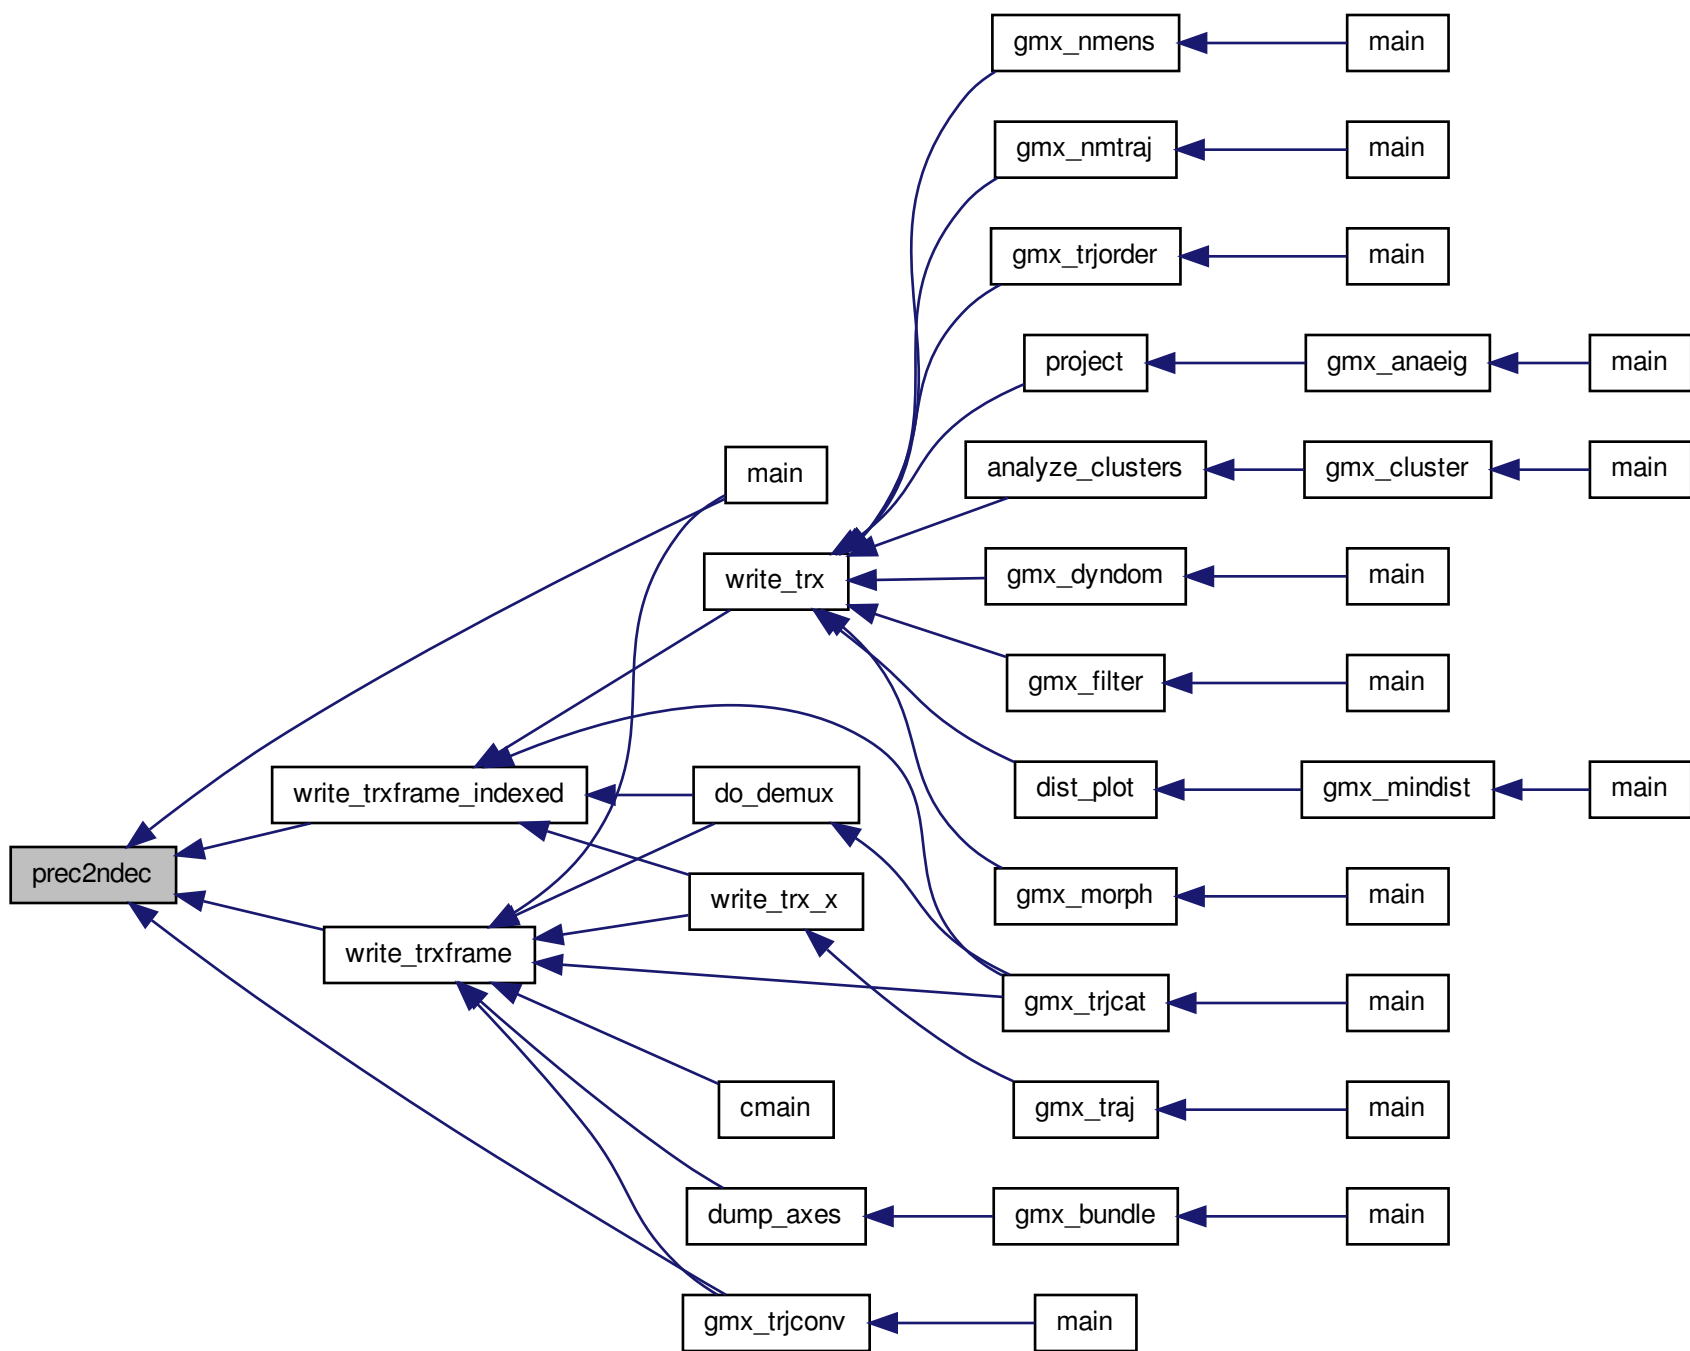 gmx_nmens
main
gmx_nmtraj
main
gmx_trjorder
main
project
gmx_anaeig
main
main
analyze_clusters
gmx_cluster
main
write_trx
gmx_dyndom
main
gmx_filter
main
write_trxframe_indexed
do_demux
dist_plot
gmx_mindist
main
prec2ndec
write_trx_x
gmx_morph
main
write_trxframe
gmx_trjcat
main
cmain
gmx_traj
main
dump_axes
gmx_bundle
main
gmx_trjconv
main